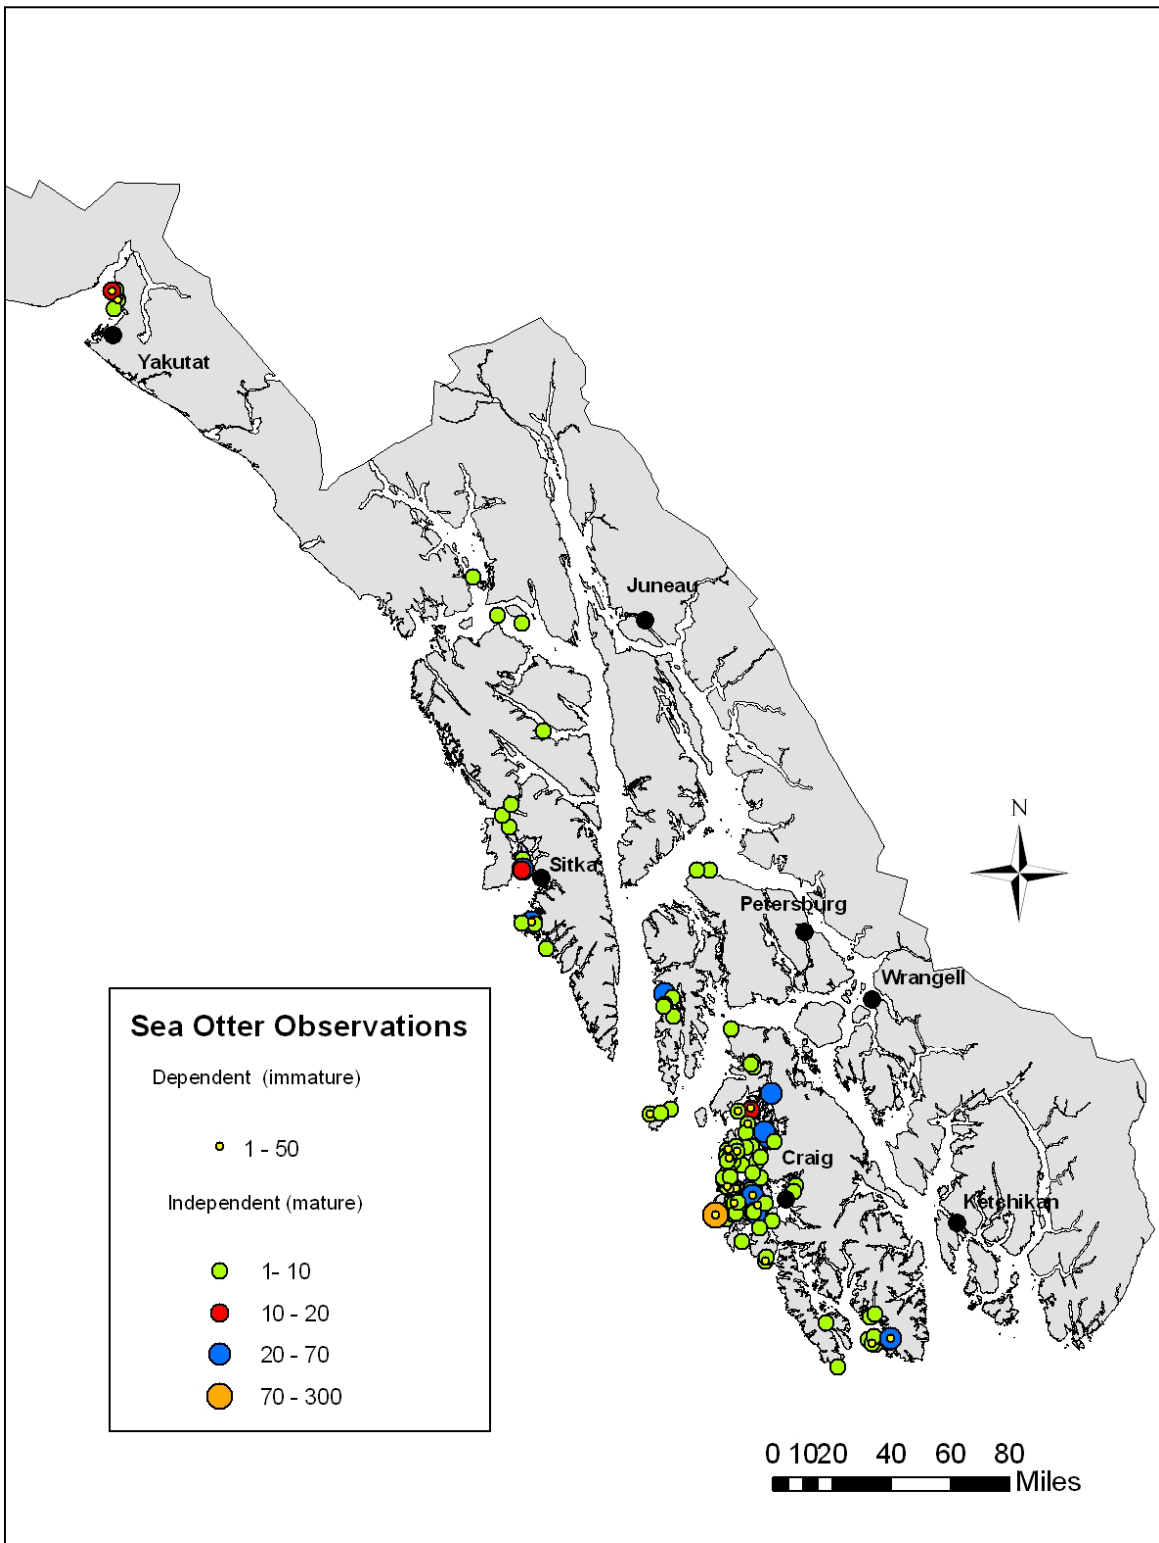 Yakutat
Juneau
N
Sitka
Petersburg
Wrangell
Sea Otter Observations
Dependent (immature)
1 - 50
Craig
Independent (mature)
Ketchikan
1- 10
10 - 20
20 - 70
70 - 300
0 10 20 40 60 80
Miles